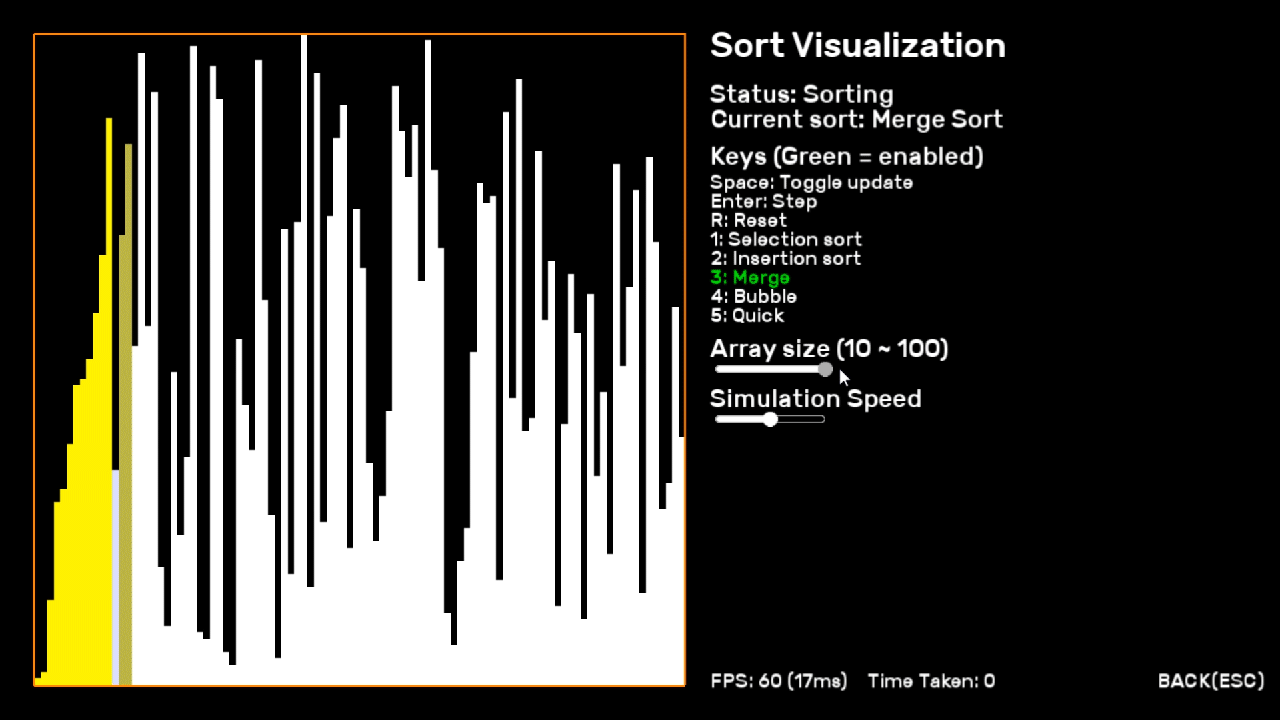 Sort Visualization
Status: Sorting
Current sort: Merge Sort
Keys (Green = enabled)
Space: Toggle update
Enter: Step
R: Reset
1: Selection sort
2: Insertion sort
3: Merge
4: Bubble
5: Quick
Array size (10 ~ 100)
Simulation Speed
FPS: 60 (17ms) Time Taken: 0 BACK(ESC)